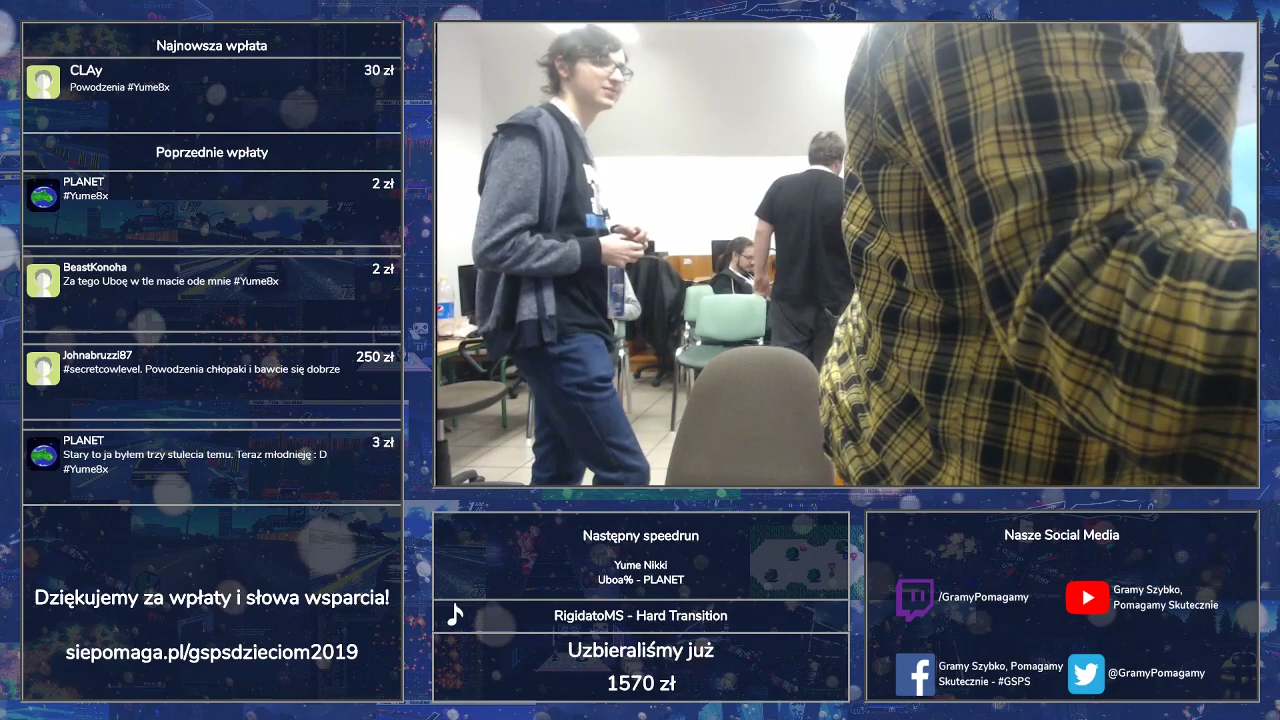 Najnowsza wpłata
CLAy
30 zł
Powodzenia #Yume8x
Poprzednie wpłaty
PLANET
2 zł
#Yume8x
BeastKonoha
2 zł
Za tego Uboę w tle macie ode mnie #Yume8x
Johnabruzzi87
250 zł
#secretcowlevel. Powodzenia chłopaki i bawcie się dobrze
PLANET
3 zł
Stary to ja byłem trzy stulecia temu. Teraz młodnieję : D
#Yume8x
Dziękujemy za wpłaty i słowa wsparcia!
siepomaga.pl/gspsdzieciom2019
Następny speedrun
Yume Nikki
Uboa% - PLANET
RigidatoMS - Hard Transition
Uzbieraliśmy już
1570 zł
Nasze Social Media
/GramyPomagamy
Gramy Szybko,
Pomagamy Skutecznie
Gramy Szybko, Pomagamy
Skutecznie - #GSPS
@GramyPomagamy